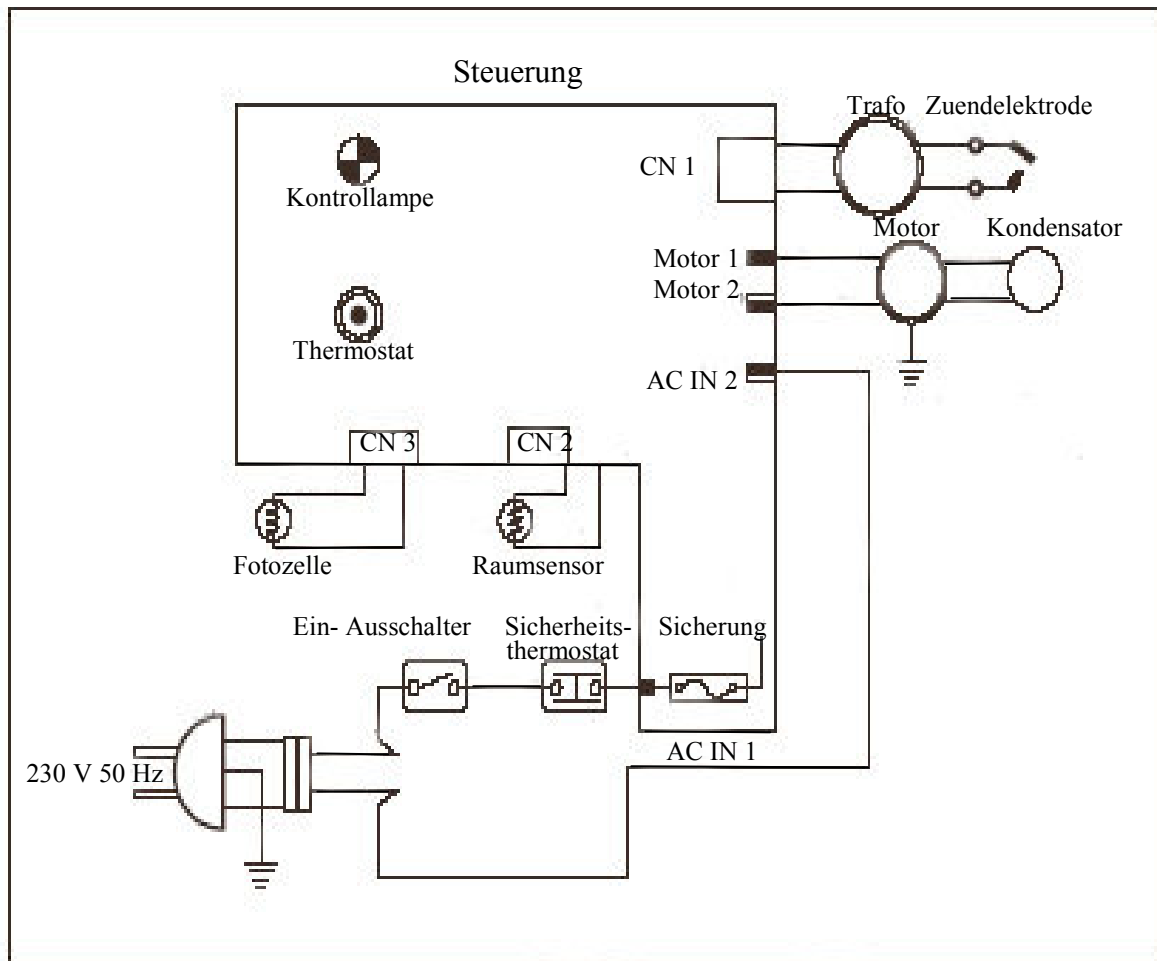 Steuerung
Trafo
Zuendelektrode
CN 1
Kontrollampe
Motor
Kondensator
Motor 1
Motor 2
Thermostat
AC IN 2
CN 3
CN 2
Fotozelle
Raumsensor
Ein- Ausschalter
Sicherheits-
thermostat
Sicherung
AC IN 1
230 V 50 Hz